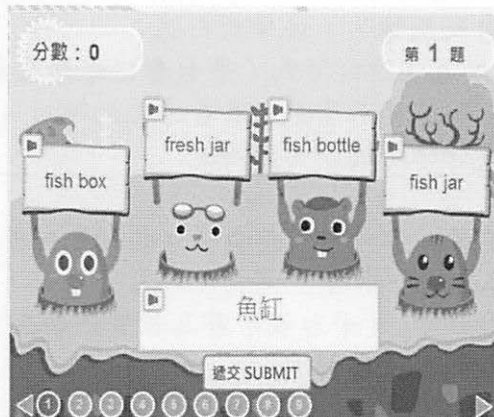 分數：0
第 1 題
fish box
fresh jar
fish bottle
fish jar
魚缸
遞交 SUBMIT
1 2 3 4 5 6 7 8 9